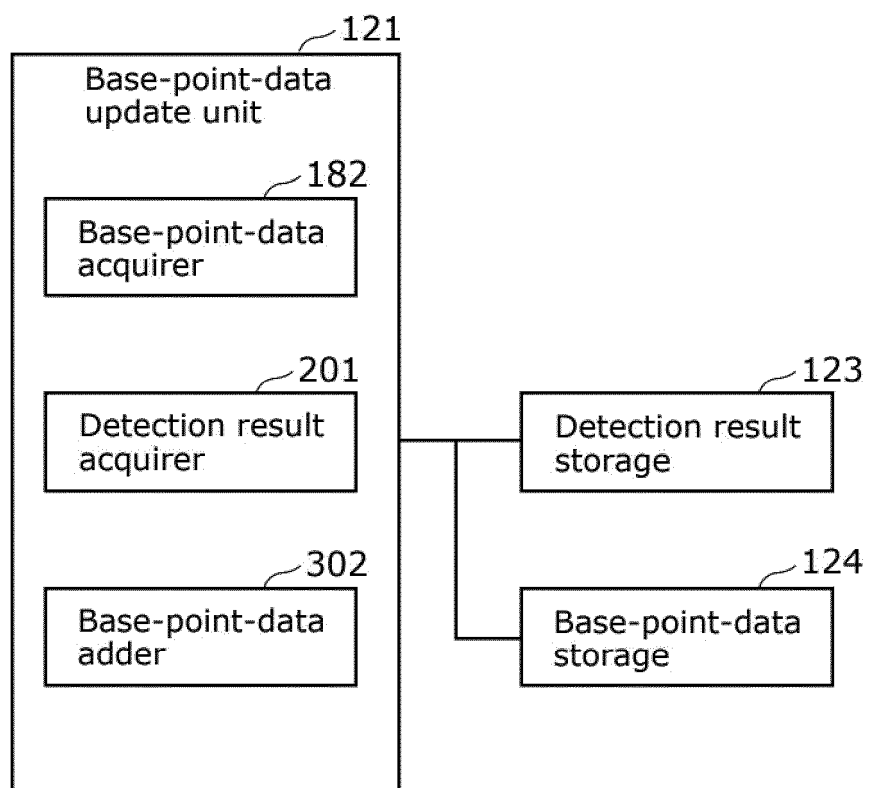 121
Base-point-data
update unit
182
Base-point-data
acquirer
201
Detection result
acquirer
302
Base-point-data
adder
123
Detection result
storage
124
Base-point-data
storage